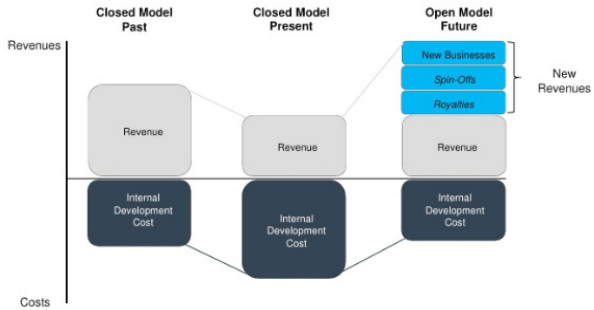 Closed Model
Past
Closed Model
Present
Open Model
Future
Revenues
New Businesses
Spin-Offs
Royalties
New
Revenues
Revenue
Revenue
Revenue
Internal
Development
Cost
Internal
Development
Cost
Internal
Development
Cost
Costs